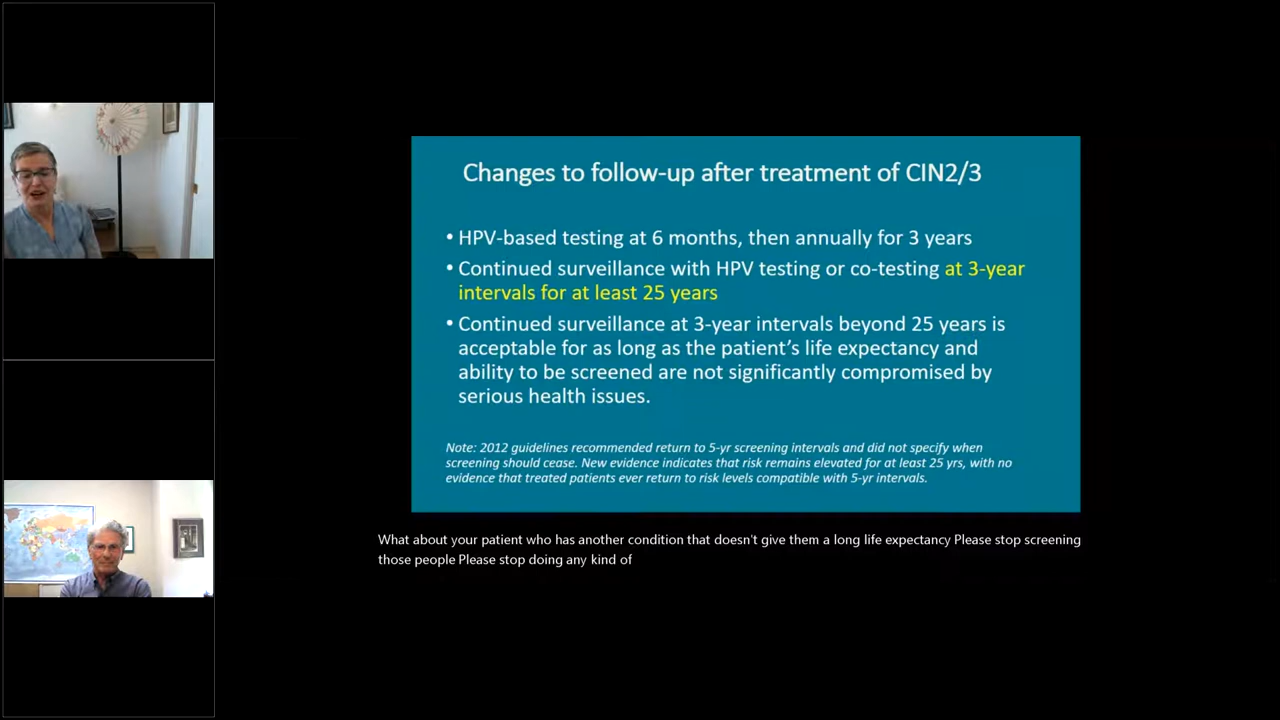 Changes to follow-up after treatment of CIN2/3
• HPV-based testing at 6 months, then annually for 3 years
• Continued surveillance with HPV testing or co-testing at 3-year
intervals for at least 25 years
• Continued surveillance at 3-year intervals beyond 25 years is
acceptable for as long as the patient's life expectancy and
ability to be screened are not significantly compromised by
serious health issues.
Note: 2012 guidelines recommended return to 5-yr screening intervals and did not specify when
screening should cease. New evidence indicates that risk remains elevated for at least 25 yrs, with no
evidence that treated patients ever return to risk levels compatible with 5-yr intervals.
What about your patient who has another condition that doesn't give them a long life expectancy Please stop screening
those people Please stop doing any kind of